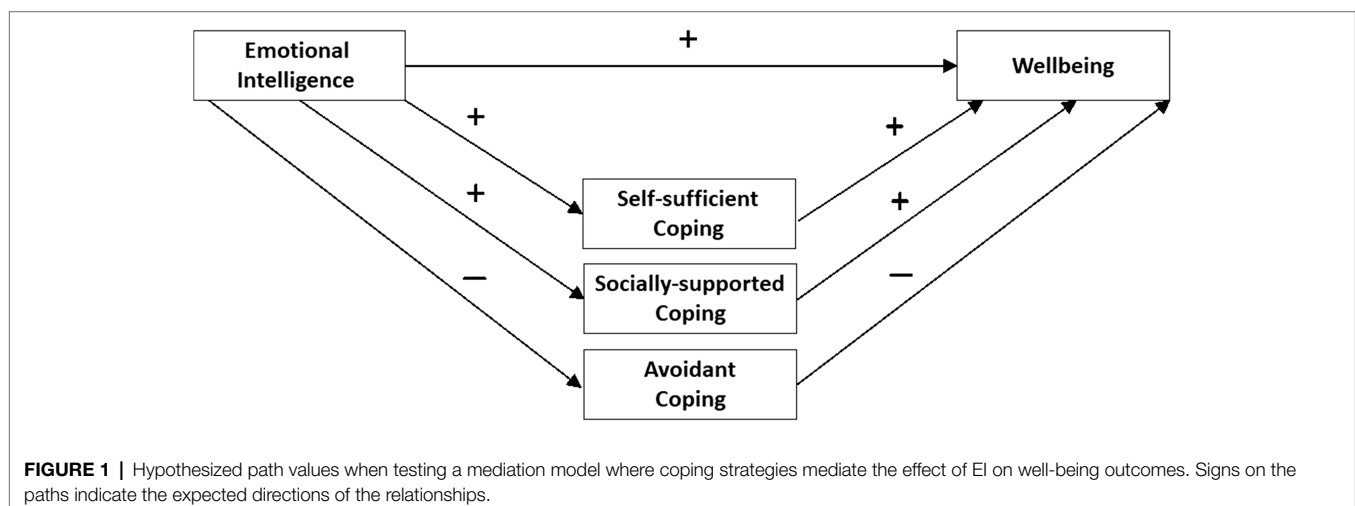 Emotional
Intelligence
+
Wellbeing
+
+
Self-sufficient
Coping
+
+
Socially-supported
Coping
–
–
Avoidant
Coping
FIGURE 1 | Hypothesized path values when testing a mediation model where coping strategies mediate the effect of EI on well-being outcomes. Signs on the
paths indicate the expected directions of the relationships.